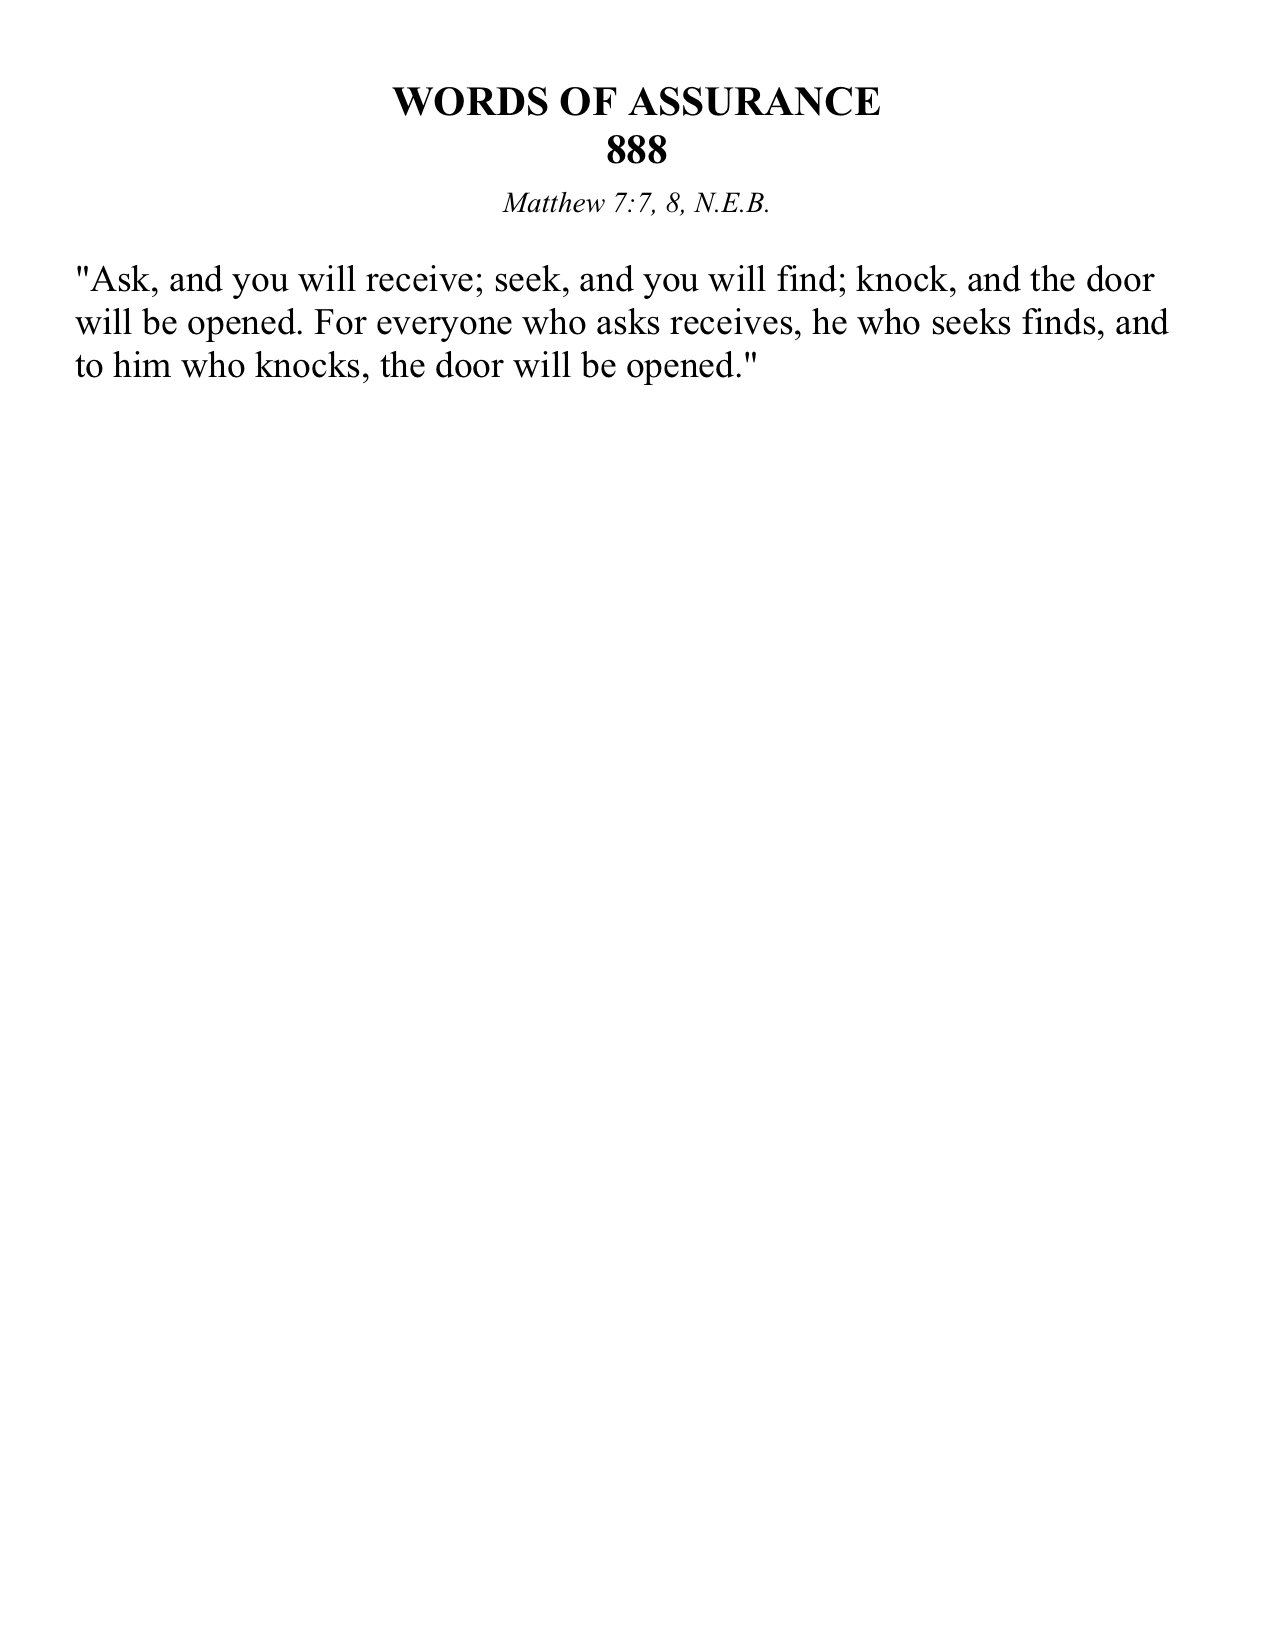 WORDS OF ASSURANCE
888
Matthew 7:7, 8, N.E.B.
"Ask, and you will receive; seek, and you will find; knock, and the door
will be opened. For everyone who asks receives, he who seeks finds, and
to him who knocks, the door will be opened."